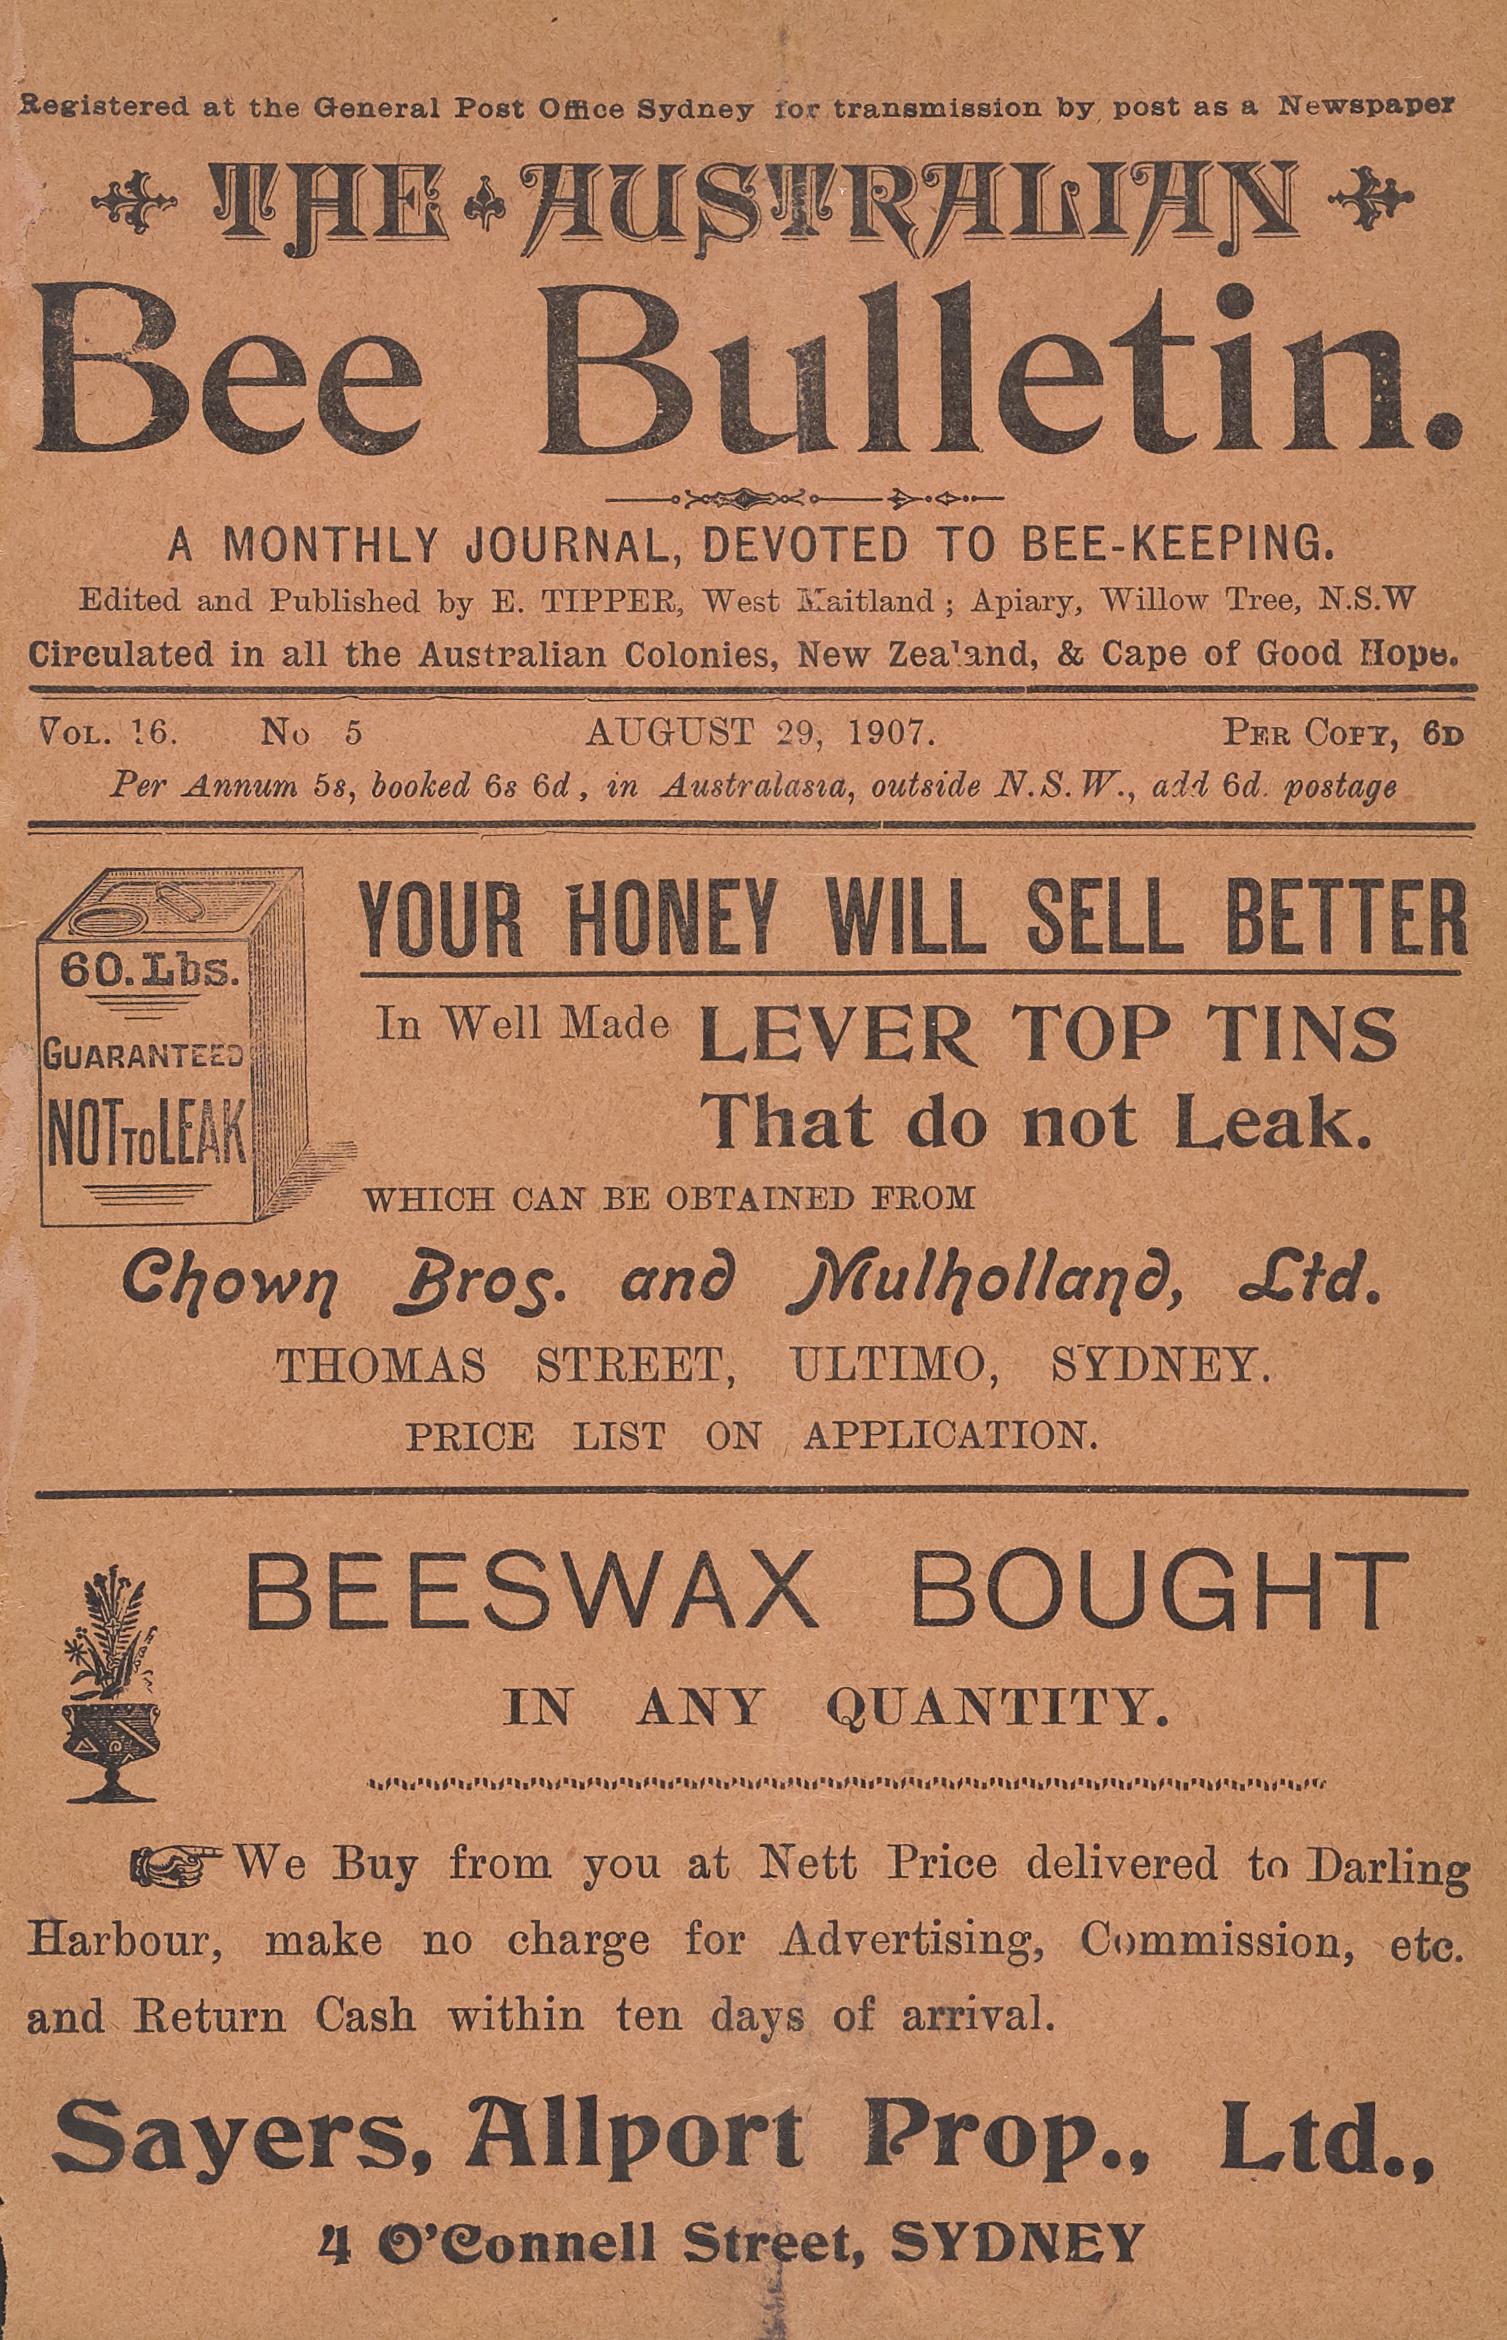 Registered at the General Post Office Sydney for transmission by post as a Newspaper
THE AUSTRALIAN
Bee Bulletin.
A MONTHLY JOURNAL, DEVOTED TO BEE-KEEPING.
Edited and Published by E. TIPPER, West Maitland; Apiary, Willow Tree, N.S.W
Circulated in all the Australian Colonies, New Zealand, & Cape of Good Hope.
VOL. 16. No 5 AUGUST 29, 1907. PER COPY, 6D
Per Annum 5s, booked 6s 6d, in Australasia, outside N.S.W., add 6d. postage
60.Lbs.
GUARANTEED
NOT TO LEAK
YOUR HONEY WILL SELL BETTER
In Well Made LEVER TOP TINS
That do not Leak.
WHICH CAN BE OBTAINED FROM
Chown Bros. and Mulholland, Ltd.
THOMAS STREET, ULTIMO, SYDNEY.
PRICE LIST ON APPLICATION.
BEESWAX BOUGHT
IN ANY QUANTITY.
We Buy from you at Nett Price delivered to Darling
Harbour, make no charge for Advertising, Commission, etc.
and Return Cash within ten days of arrival.
Sayers, Allport Prop., Ltd.,
4 O'Connell Street, SYDNEY